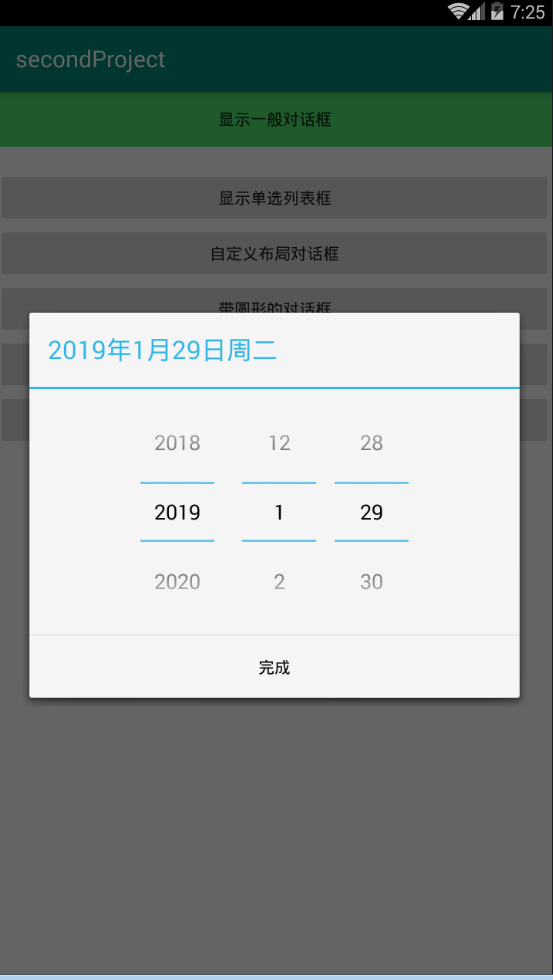 7:25
secondProject
显示一般对话框
显示单选列表框
自定义布局对话框
带圆形的对话框
2019年1月29日周二
2018 12 28
2019 1 29
2020 2 30
完成